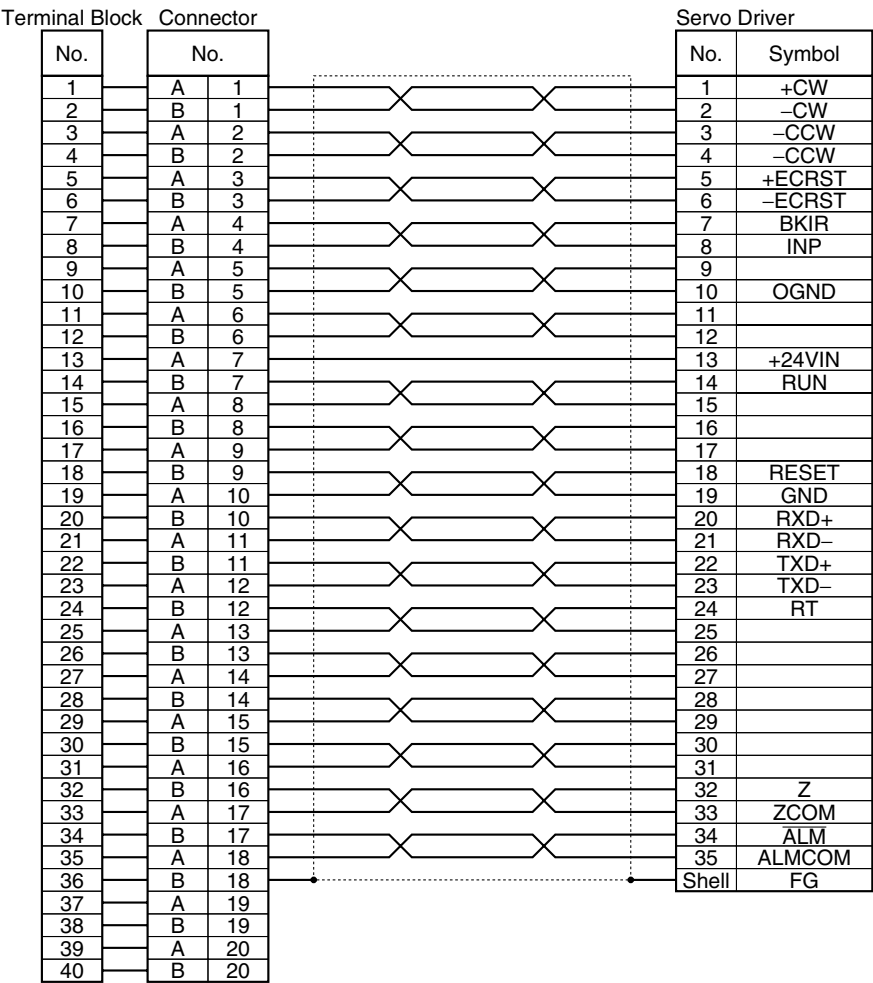 Terminal Block Connector Servo Driver
No. No. No. Symbol
1 A 1 1 +CW
2 B 1 2 −CW
3 A 2 3 −CCW
4 B 2 4 −CCW
5 A 3 5 +ECRST
6 B 3 6 −ECRST
7 A 4 7 BKIR
8 B 4 8 INP
9 A 5 9
10 B 5 10 OGND
11 A 6 11
12 B 6 12
13 A 7 13 +24VIN
14 B 7 14 RUN
15 A 8 15
16 B 8 16
17 A 9 17
18 B 9 18 RESET
19 A 10 19 GND
20 B 10 20 RXD+
21 A 11 21 RXD−
22 B 11 22 TXD+
23 A 12 23 TXD−
24 B 12 24 RT
25 A 13 25
26 B 13 26
27 A 14 27
28 B 14 28
29 A 15 29
30 B 15 30
31 A 16 31
32 B 16 32 Z
33 A 17 33 ZCOM
34 B 17 34 A̅L̅M̅
35 A 18 35 ALMCOM
36 B 18 Shell FG
37 A 19
38 B 19
39 A 20
40 B 20